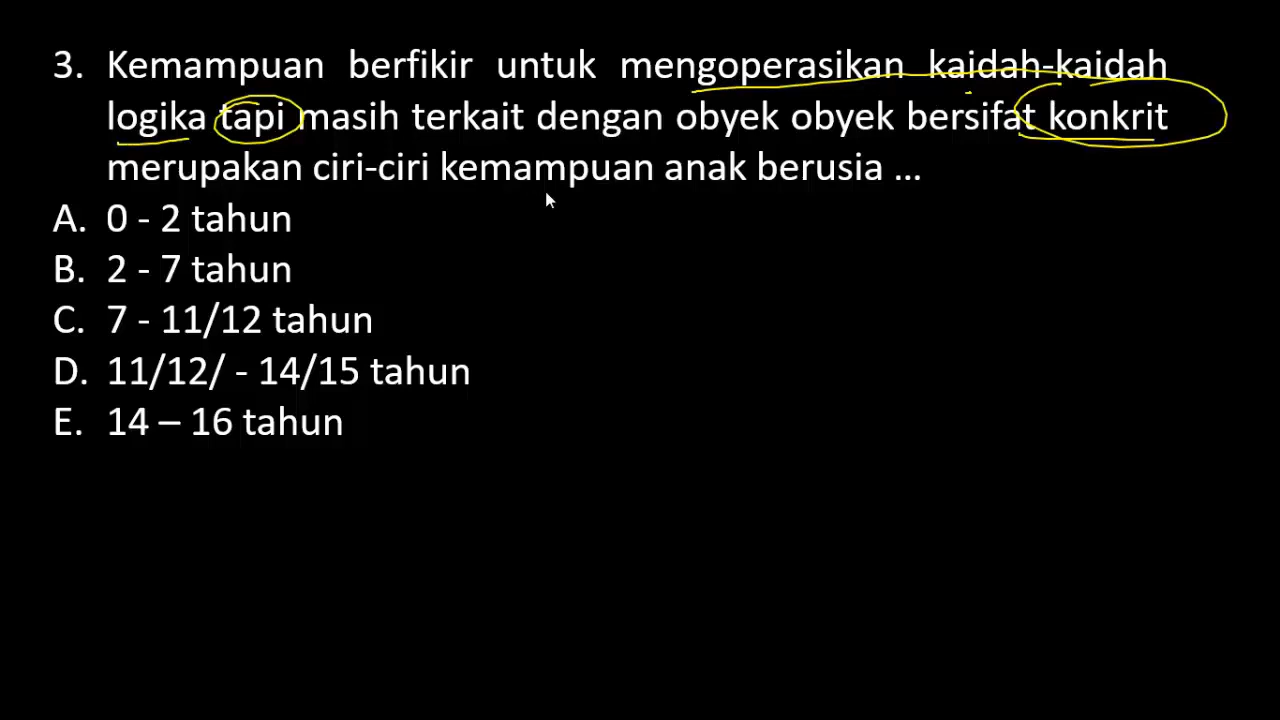 3. Kemampuan berfikir untuk mengoperasikan kaidah-kaidah
logika tapi masih terkait dengan obyek obyek bersifat konkrit
merupakan ciri-ciri kemampuan anak berusia ...
A. 0 - 2 tahun
B. 2 - 7 tahun
C. 7 - 11/12 tahun
D. 11/12/ - 14/15 tahun
E. 14 – 16 tahun